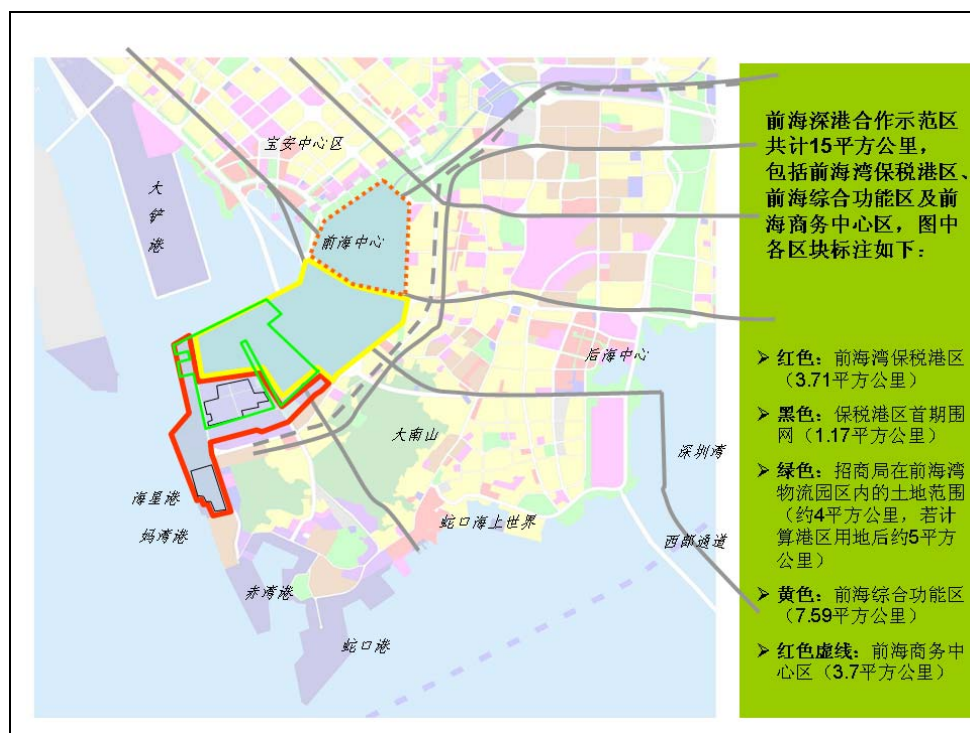 前海深港合作示范区
共计15平方公里，
包括前海湾保税港区、
前海综合功能区及前
海商务中心区，图中
各区块标注如下：
➢ 红色：前海湾保税港区
（3.71平方公里）
➢ 黑色：保税港区首期围
网（1.17平方公里）
➢ 绿色：招商局在前海湾
物流园区内的土地范围
（约4平方公里，若计
算港区用地后约5平方
公里）
➢ 黄色：前海综合功能区
（7.59平方公里）
➢ 红色虚线：前海商务中
心区（3.7平方公里）
宝安中心区
大铲港
前海中心
后海中心
大南山
深圳湾
海星港
妈湾港
蛇口海上世界
西部通道
赤湾港
蛇口港